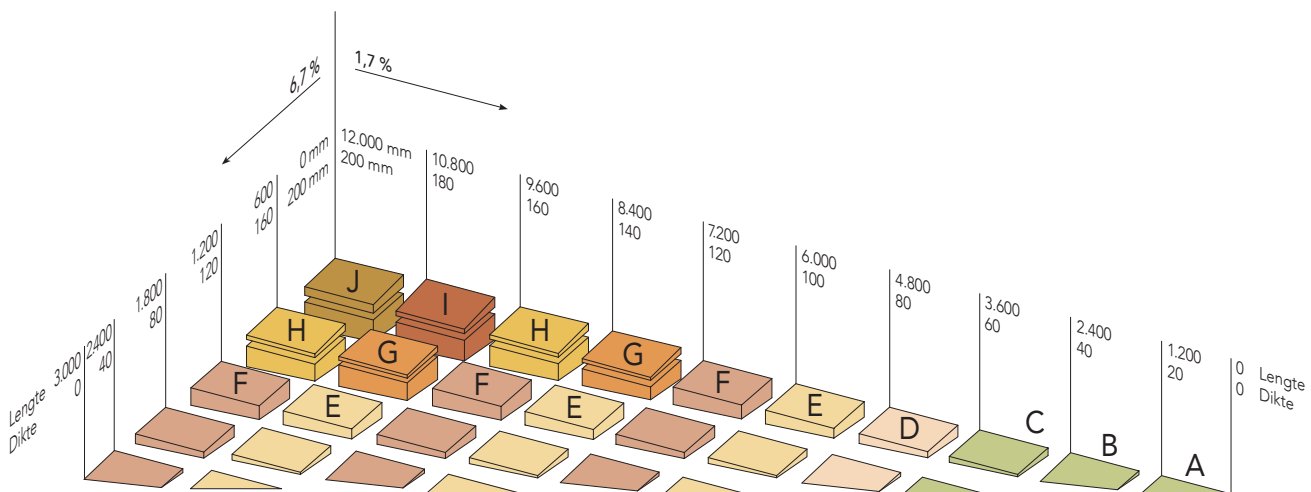 6,7 %
1,7 %
0 mm
200 mm
12.000 mm
200 mm
10.800
180
9.600
160
8.400
140
7.200
120
6.000
100
4.800
80
3.600
60
2.400
40
1.200
20
0 Lengte
0 Dikte
600
160
1.200
120
1.800
80
2.400
40
3.000
0
Lengte
Dikte
J
I
H
H
G
G
F
F
F
E
E
E
D
C
B
A